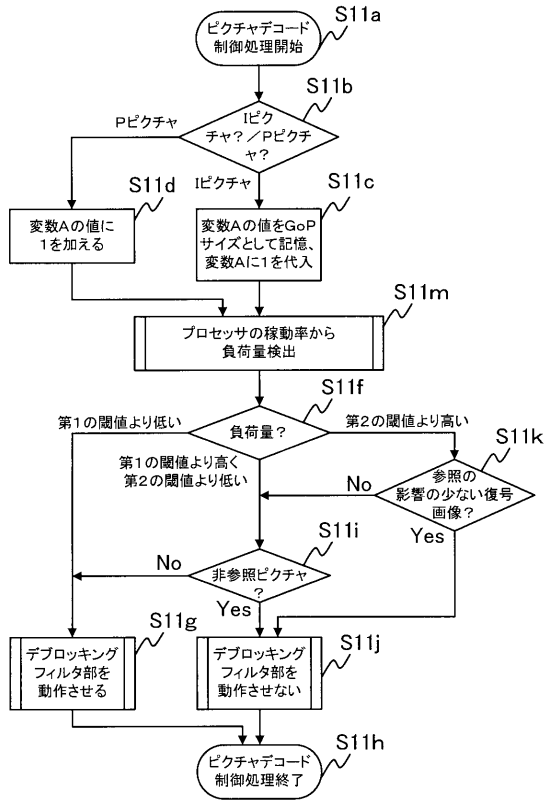 S11a
ピクチャデコード
制御処理開始
S11b
Iピク
チャ?/Pピクチ
ャ?
Pピクチャ
Iピクチャ
S11d
変数Aの値に
1を加える
S11c
変数Aの値をGoP
サイズとして記憶、
変数Aに1を代入
S11m
プロセッサの稼動率から
負荷量検出
S11f
負荷量?
第1の閾値より低い
第2の閾値より高い
第1の閾値より高く
第2の閾値より低い
S11k
参照の
影響の少ない復号
画像?
No
Yes
S11i
非参照ピクチャ
?
No
Yes
S11g
デブロッキング
フィルタ部を
動作させる
S11j
デブロッキング
フィルタ部を
動作させない
S11h
ピクチャデコード
制御処理終了